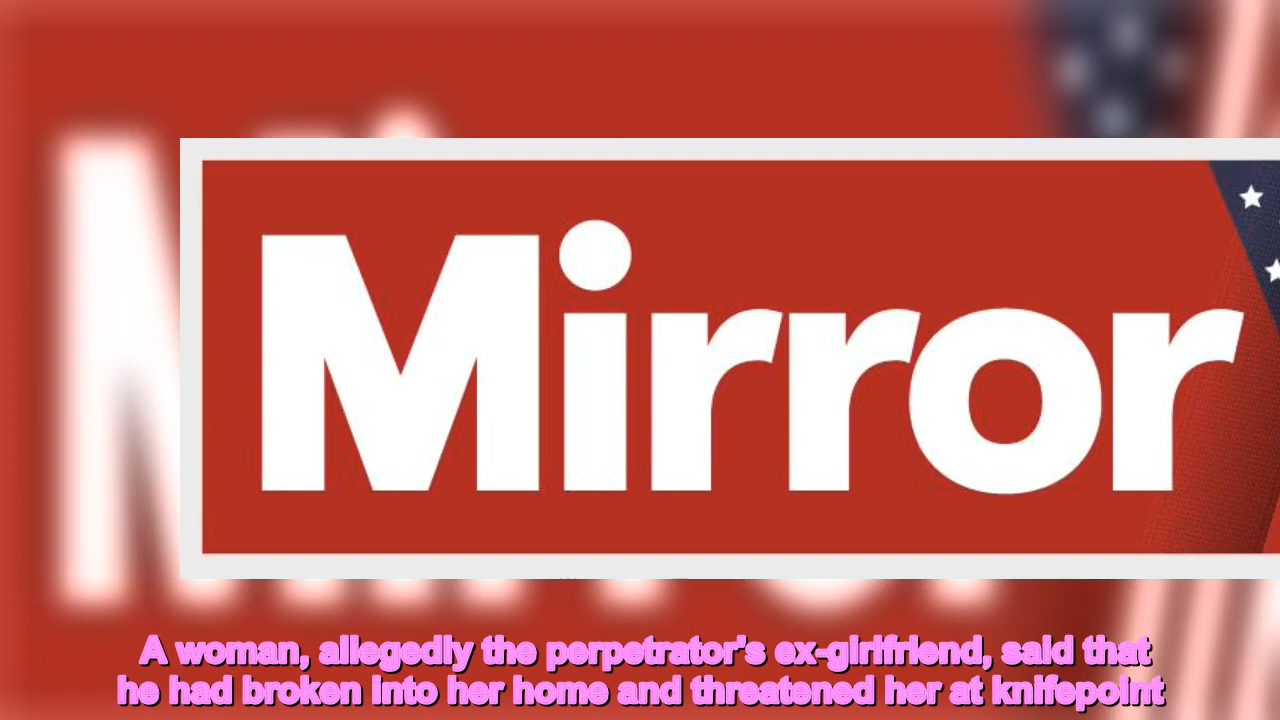 Mirror
A woman, allegedly the perpetrator's ex-girlfriend, said that
he had broken into her home and threatened her at knifepoint